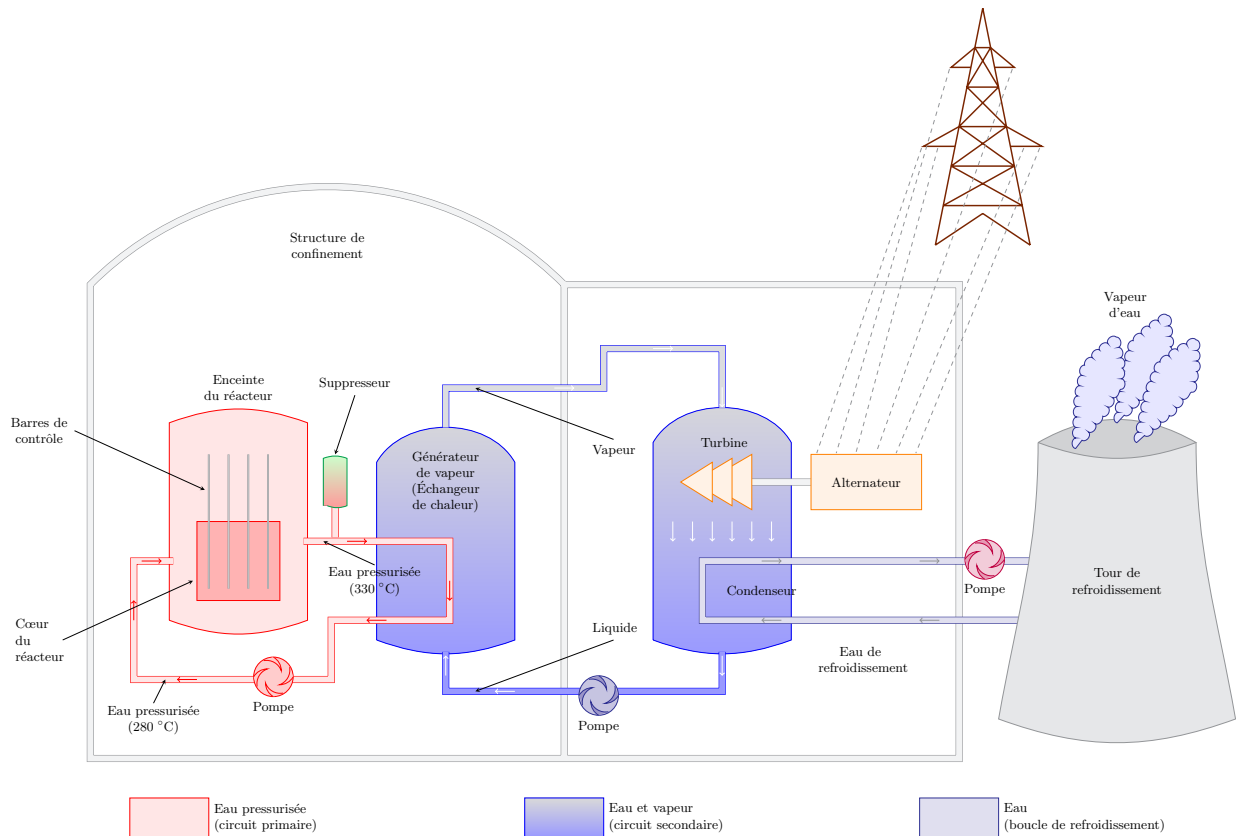 Structure de
confinement
Vapeur
d'eau
Enceinte
du réacteur
Suppresseur
Barres de
contrôle
Générateur
de vapeur
(Échangeur
de chaleur)
Vapeur
Turbine
Alternateur
Eau pressurisée
(330 °C)
Condenseur
Pompe
Tour de
refroidissement
Cœur
du
réacteur
Liquide
Eau de
refroidissement
Eau pressurisée
(280 °C)
Pompe
Pompe
Eau pressurisée
(circuit primaire)
Eau et vapeur
(circuit secondaire)
Eau
(boucle de refroidissement)